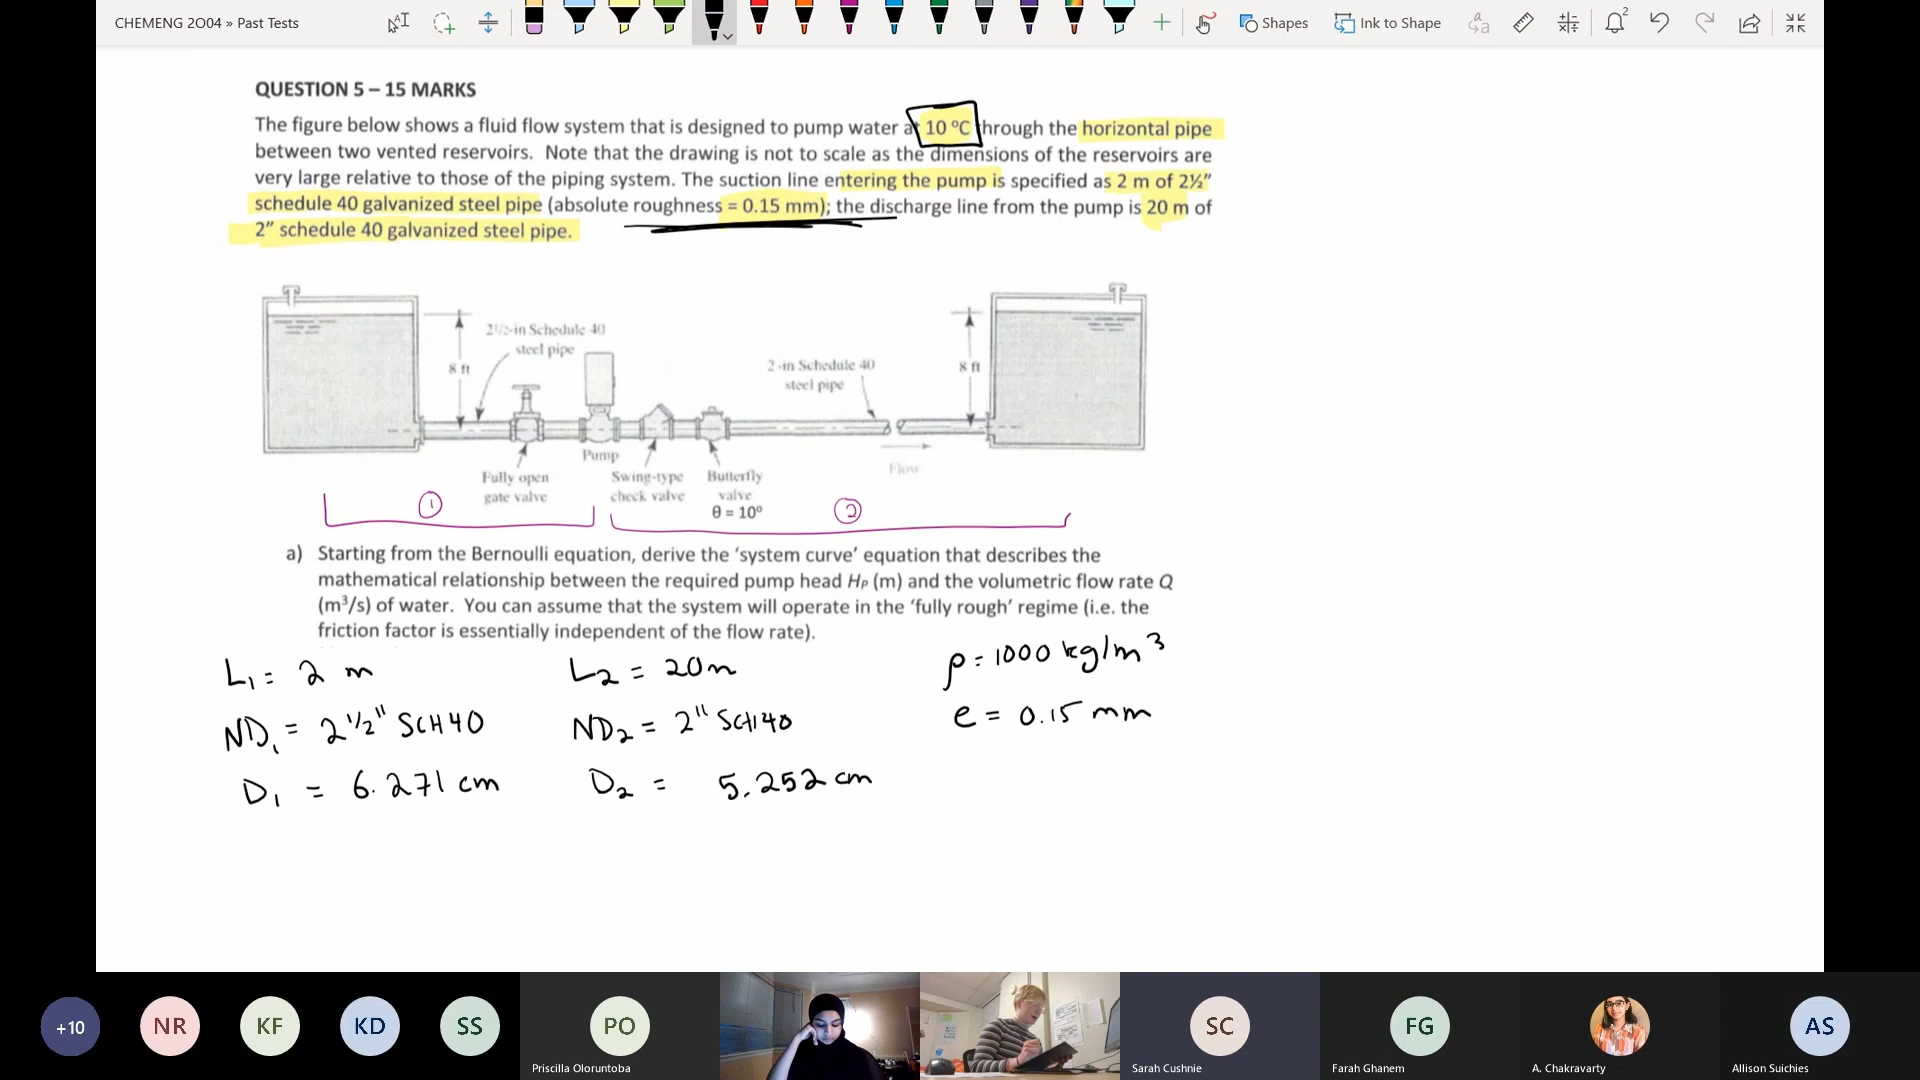 CHEMENG 2O04 » Past Tests
Shapes
Ink to Shape
2
QUESTION 5 – 15 MARKS
The figure below shows a fluid flow system that is designed to pump water at 10 °C through the horizontal pipe
between two vented reservoirs. Note that the drawing is not to scale as the dimensions of the reservoirs are
very large relative to those of the piping system. The suction line entering the pump is specified as 2 m of 2½"
schedule 40 galvanized steel pipe (absolute roughness = 0.15 mm); the discharge line from the pump is 20 m of
2" schedule 40 galvanized steel pipe.
2 1/2-in Schedule 40
steel pipe
8 ft
2-in Schedule 40
steel pipe
8 ft
Pump
Flow
Fully open
gate valve
Swing-type
check valve
Butterfly
valve
θ = 10°
1
2
a) Starting from the Bernoulli equation, derive the 'system curve' equation that describes the
mathematical relationship between the required pump head HP (m) and the volumetric flow rate Q
(m³/s) of water. You can assume that the system will operate in the 'fully rough' regime (i.e. the
friction factor is essentially independent of the flow rate).
L1 = 2 m
L2 = 20m
ρ = 1000 kg/m3
ND1 = 2 1/2" SCH40
ND2 = 2" SCH40
e = 0.15 mm
D1 = 6.271 cm
D2 = 5.252 cm
+10
NR
KF
KD
SS
PO
SC
FG
AS
Priscilla Oloruntoba
Sarah Cushnie
Farah Ghanem
A. Chakravarty
Allison Suichies